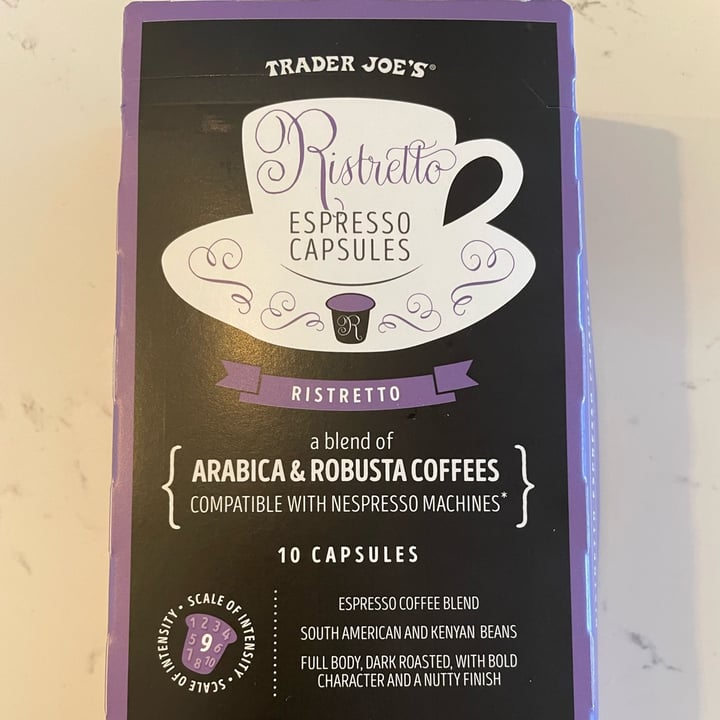 TRADER JOE'S®
Ristretto
ESPRESSO
CAPSULES
R
RISTRETTO
a blend of
ARABICA & ROBUSTA COFFEES
COMPATIBLE WITH NESPRESSO MACHINES*
10 CAPSULES
SCALE OF INTENSITY • SCALE OF INTENSITY •
1 2 3 4
5 9 6
7 8 10
ESPRESSO COFFEE BLEND
SOUTH AMERICAN AND KENYAN BEANS
FULL BODY, DARK ROASTED, WITH BOLD
CHARACTER AND A NUTTY FINISH